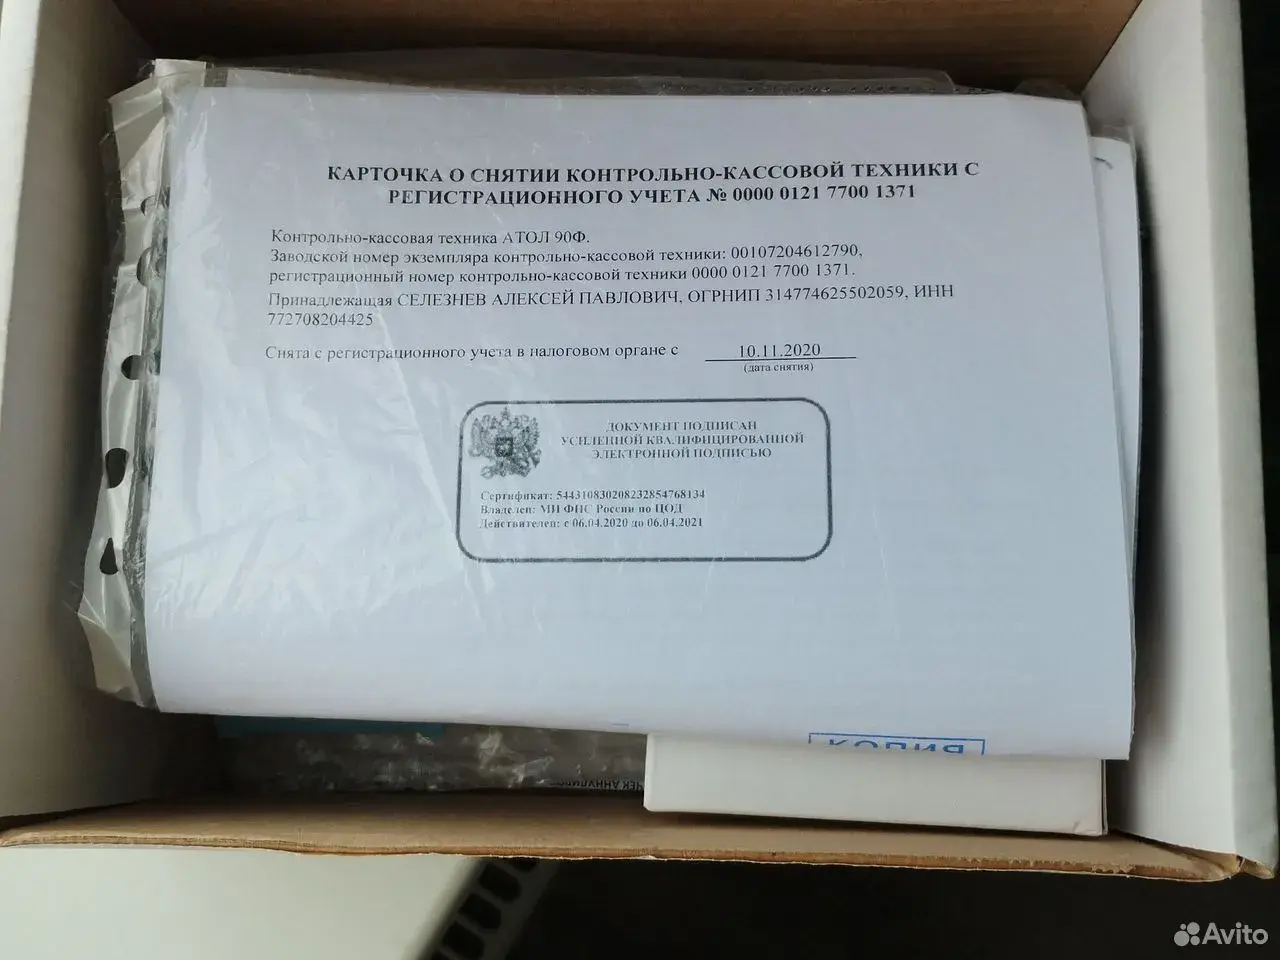 КАРТОЧКА О СНЯТИИ КОНТРОЛЬНО-КАССОВОЙ ТЕХНИКИ С
РЕГИСТРАЦИОННОГО УЧЕТА № 0000 0121 7700 1371
Контрольно-кассовая техника АТОЛ 90Ф.
Заводской номер экземпляра контрольно-кассовой техники: 00107204612790,
регистрационный номер контрольно-кассовой техники 0000 0121 7700 1371.
Принадлежащая СЕЛЕЗНЕВ АЛЕКСЕЙ ПАВЛОВИЧ, ОГРНИП 314774625502059, ИНН
772708204425
Снята с регистрационного учета в налоговом органе с 10.11.2020
(дата снятия)
ДОКУМЕНТ ПОДПИСАН
УСИЛЕННОЙ КВАЛИФИЦИРОВАННОЙ
ЭЛЕКТРОННОЙ ПОДПИСЬЮ
Сертификат: 544310830208232854768134
Владелец: МИ ФНС России по ЦОД
Действителен: с 06.04.2020 до 06.04.2021
ЧЕК
Avito